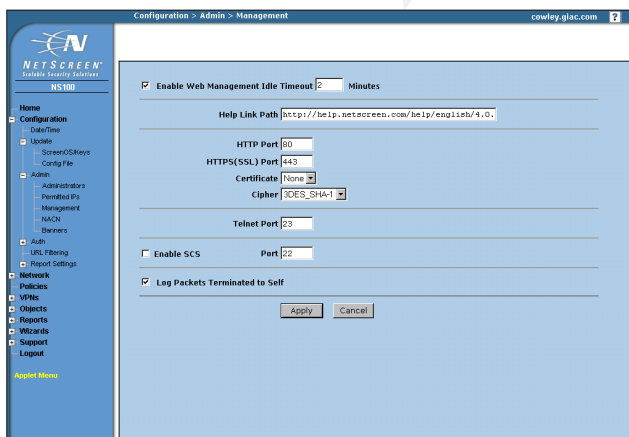 Configuration > Admin > Management
cowley.giac.com ?
N
NETSCREEN
Scalable Security Solutions
NS100
Home
Configuration
Date/Time
Update
ScreenOS/Keys
Config File
Admin
Administrators
Permitted IPs
Management
NACN
Banners
Auth
URL Filtering
Report Settings
Network
Policies
VPNs
Objects
Reports
Wizards
Support
Logout
Applet Menu
Enable Web Management Idle Timeout 2 Minutes
Help Link Path http://help.netscreen.com/help/english/4.0.
HTTP Port 80
HTTPS(SSL) Port 443
Certificate None
Cipher 3DES_SHA-1
Telnet Port 23
Enable SCS Port 22
Log Packets Terminated to Self
Apply Cancel